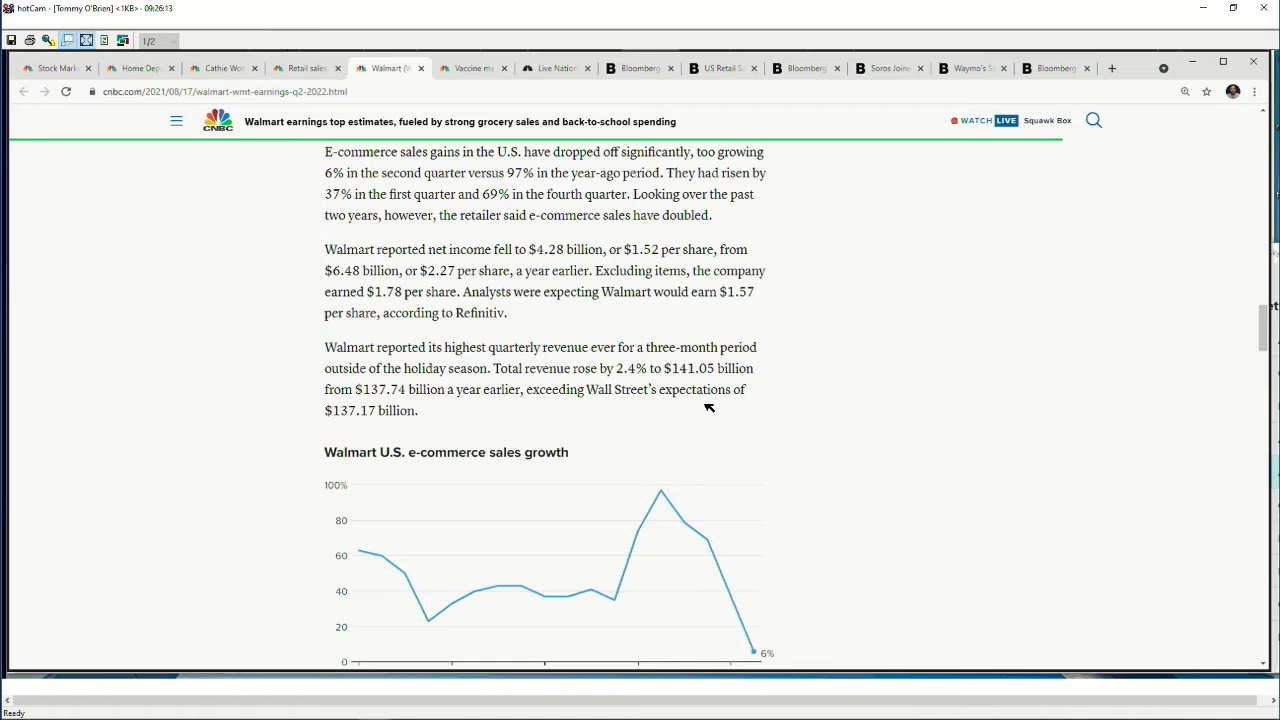 hotCam - [Tommy O'Brien] <1KB> - 09:26:13
1/2
Stock Mark
Home Dep
Cathie Woo
Retail sales
Walmart (W
Vaccine ma
Live Nation
Bloomberg
US Retail S
Bloomberg
Soros Joine
Waymo's S
Bloomberg
cnbc.com/2021/08/17/walmart-wmt-earnings-q2-2022.html
CNBC
Walmart earnings top estimates, fueled by strong grocery sales and back-to-school spending
WATCH LIVE Squawk Box
E-commerce sales gains in the U.S. have dropped off significantly, too growing
6% in the second quarter versus 97% in the year-ago period. They had risen by
37% in the first quarter and 69% in the fourth quarter. Looking over the past
two years, however, the retailer said e-commerce sales have doubled.
Walmart reported net income fell to $4.28 billion, or $1.52 per share, from
$6.48 billion, or $2.27 per share, a year earlier. Excluding items, the company
earned $1.78 per share. Analysts were expecting Walmart would earn $1.57
per share, according to Refinitiv.
Walmart reported its highest quarterly revenue ever for a three-month period
outside of the holiday season. Total revenue rose by 2.4% to $141.05 billion
from $137.74 billion a year earlier, exceeding Wall Street's expectations of
$137.17 billion.
Walmart U.S. e-commerce sales growth
100%
80
60
40
20
0
6%
Ready